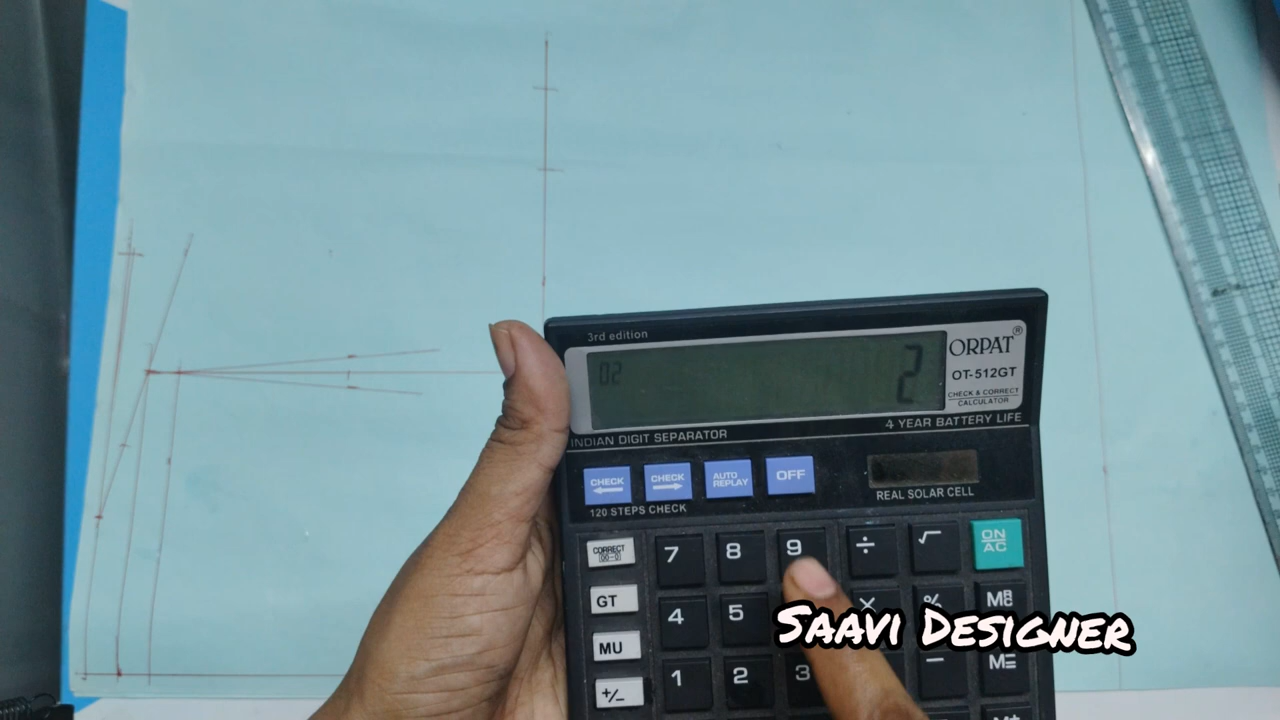 3rd edition
ORPAT®
OT-512GT
CHECK & CORRECT
CALCULATOR
02
2
INDIAN DIGIT SEPARATOR
4 YEAR BATTERY LIFE
CHECK
CHECK
AUTO REPLAY
OFF
120 STEPS CHECK
REAL SOLAR CELL
CORRECT
7 8 9 ÷ √ ON/AC
GT
4 5 × %
MU
SAAVI DESIGNER
+/− 1 2 3 −